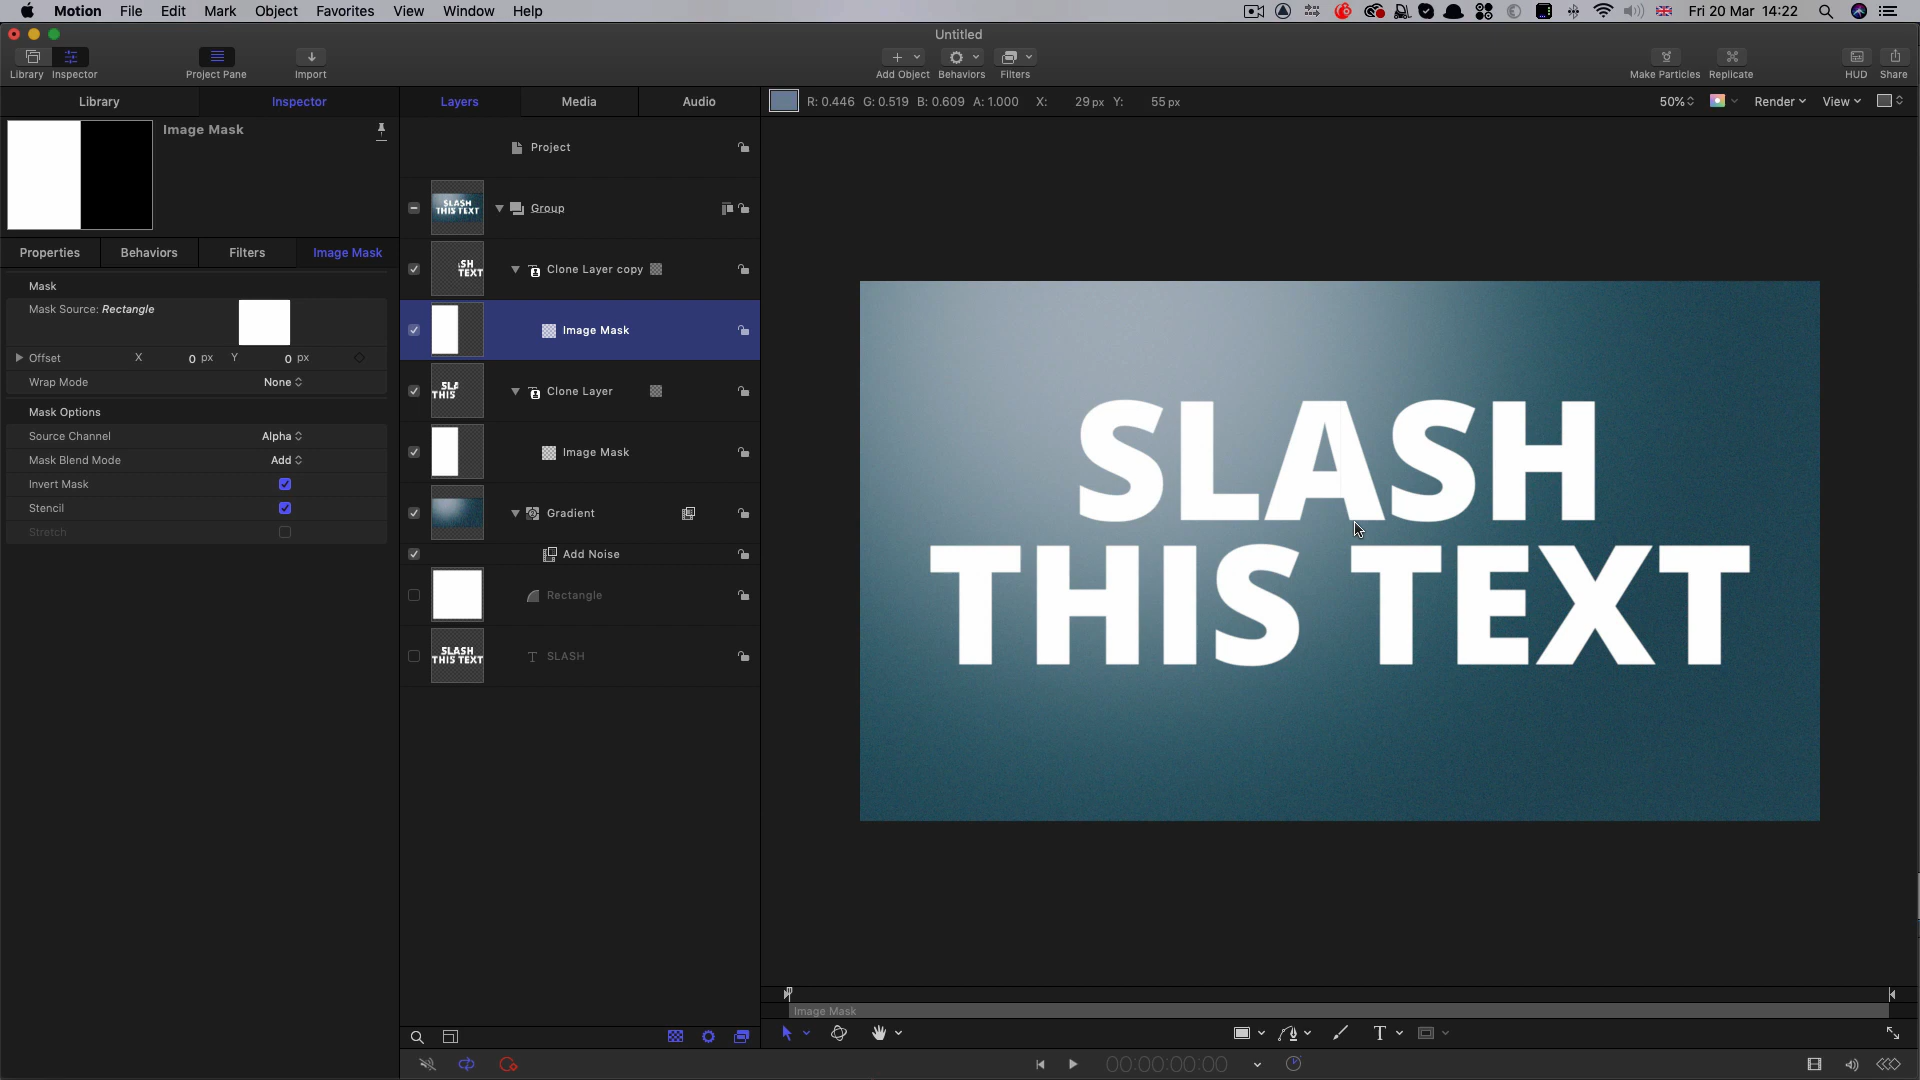 Motion File Edit Mark Object Favorites View Window Help Fri 20 Mar 14:22
Untitled
Library Inspector Project Pane Import Add Object Behaviors Filters Make Particles Replicate HUD Share
Library Inspector Layers Media Audio R: 0.446 G: 0.519 B: 0.609 A: 1.000 X: 29 px Y: 55 px 50% Render View
Image Mask
Project
Group
Properties Behaviors Filters Image Mask
Clone Layer copy
Mask
Mask Source: Rectangle
Image Mask
Offset X 0 px Y 0 px
Wrap Mode None
Clone Layer
Mask Options
Source Channel Alpha
Image Mask
Mask Blend Mode Add
Invert Mask
Stencil
Gradient
Stretch
Add Noise
Rectangle
SLASH
SLASH
THIS TEXT
Image Mask
T
00:00:00:00